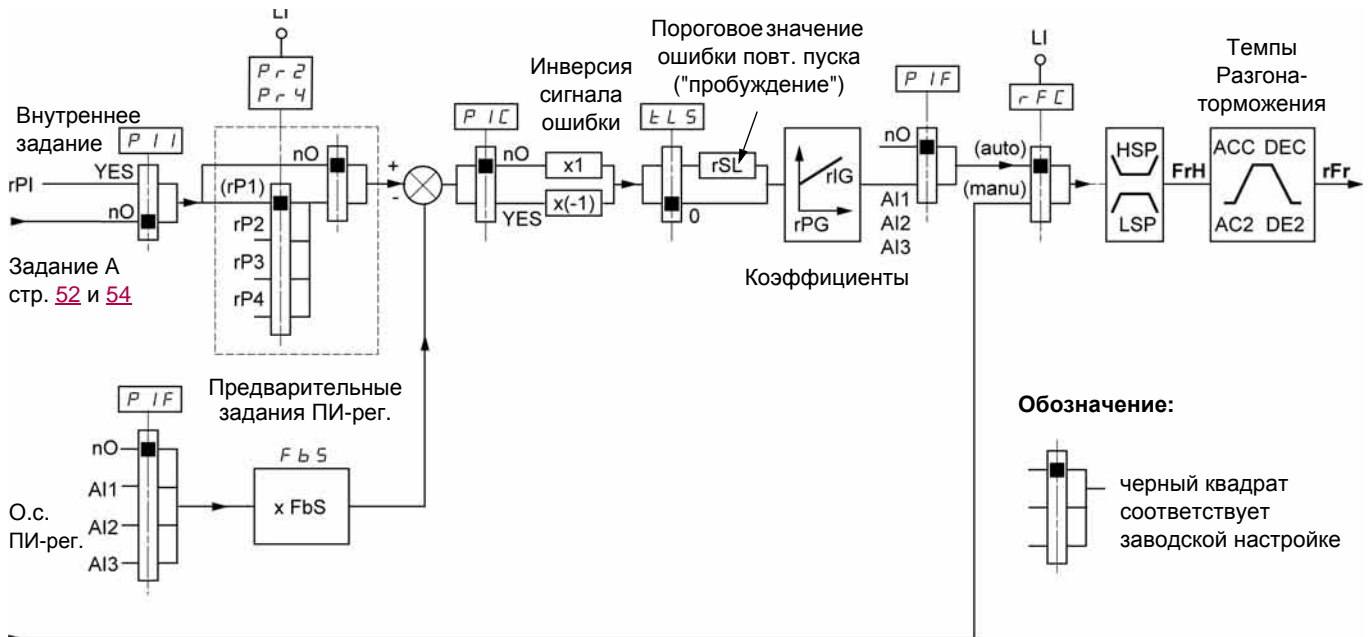 LI
Pr2
Pr4
Внутреннее
задание
PII
rPI
YES
nO
Задание А
стр. 52 и 54
nO
(rP1)
rP2
rP3
rP4
Предварительные
задания ПИ-рег.
+
-
PIC
nO
YES
Инверсия
сигнала
ошибки
x1
x(-1)
tLS
Пороговое значение
ошибки повт. пуска
("пробуждение")
rSL
0
rIG
rPG
Коэффициенты
PIF
nO
AI1
AI2
AI3
LI
rFC
(auto)
(manu)
HSP
LSP
FrH
Темпы
Разгона-
торможения
ACC DEC
AC2 DE2
rFr
PIF
nO
AI1
AI2
AI3
О.с.
ПИ-рег.
FbS
x FbS
Обозначение:
черный квадрат
соответствует
заводской настройке